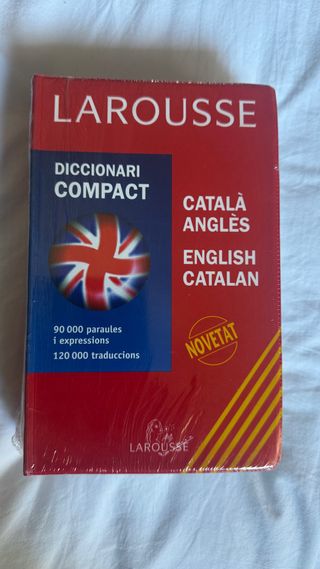 LAROUSSE
DICCIONARI
COMPACT
CATALÀ
ANGLÈS
ENGLISH
CATALAN
90 000 paraules
i expressions
120 000 traduccions
NOVETAT
LAROUSSE